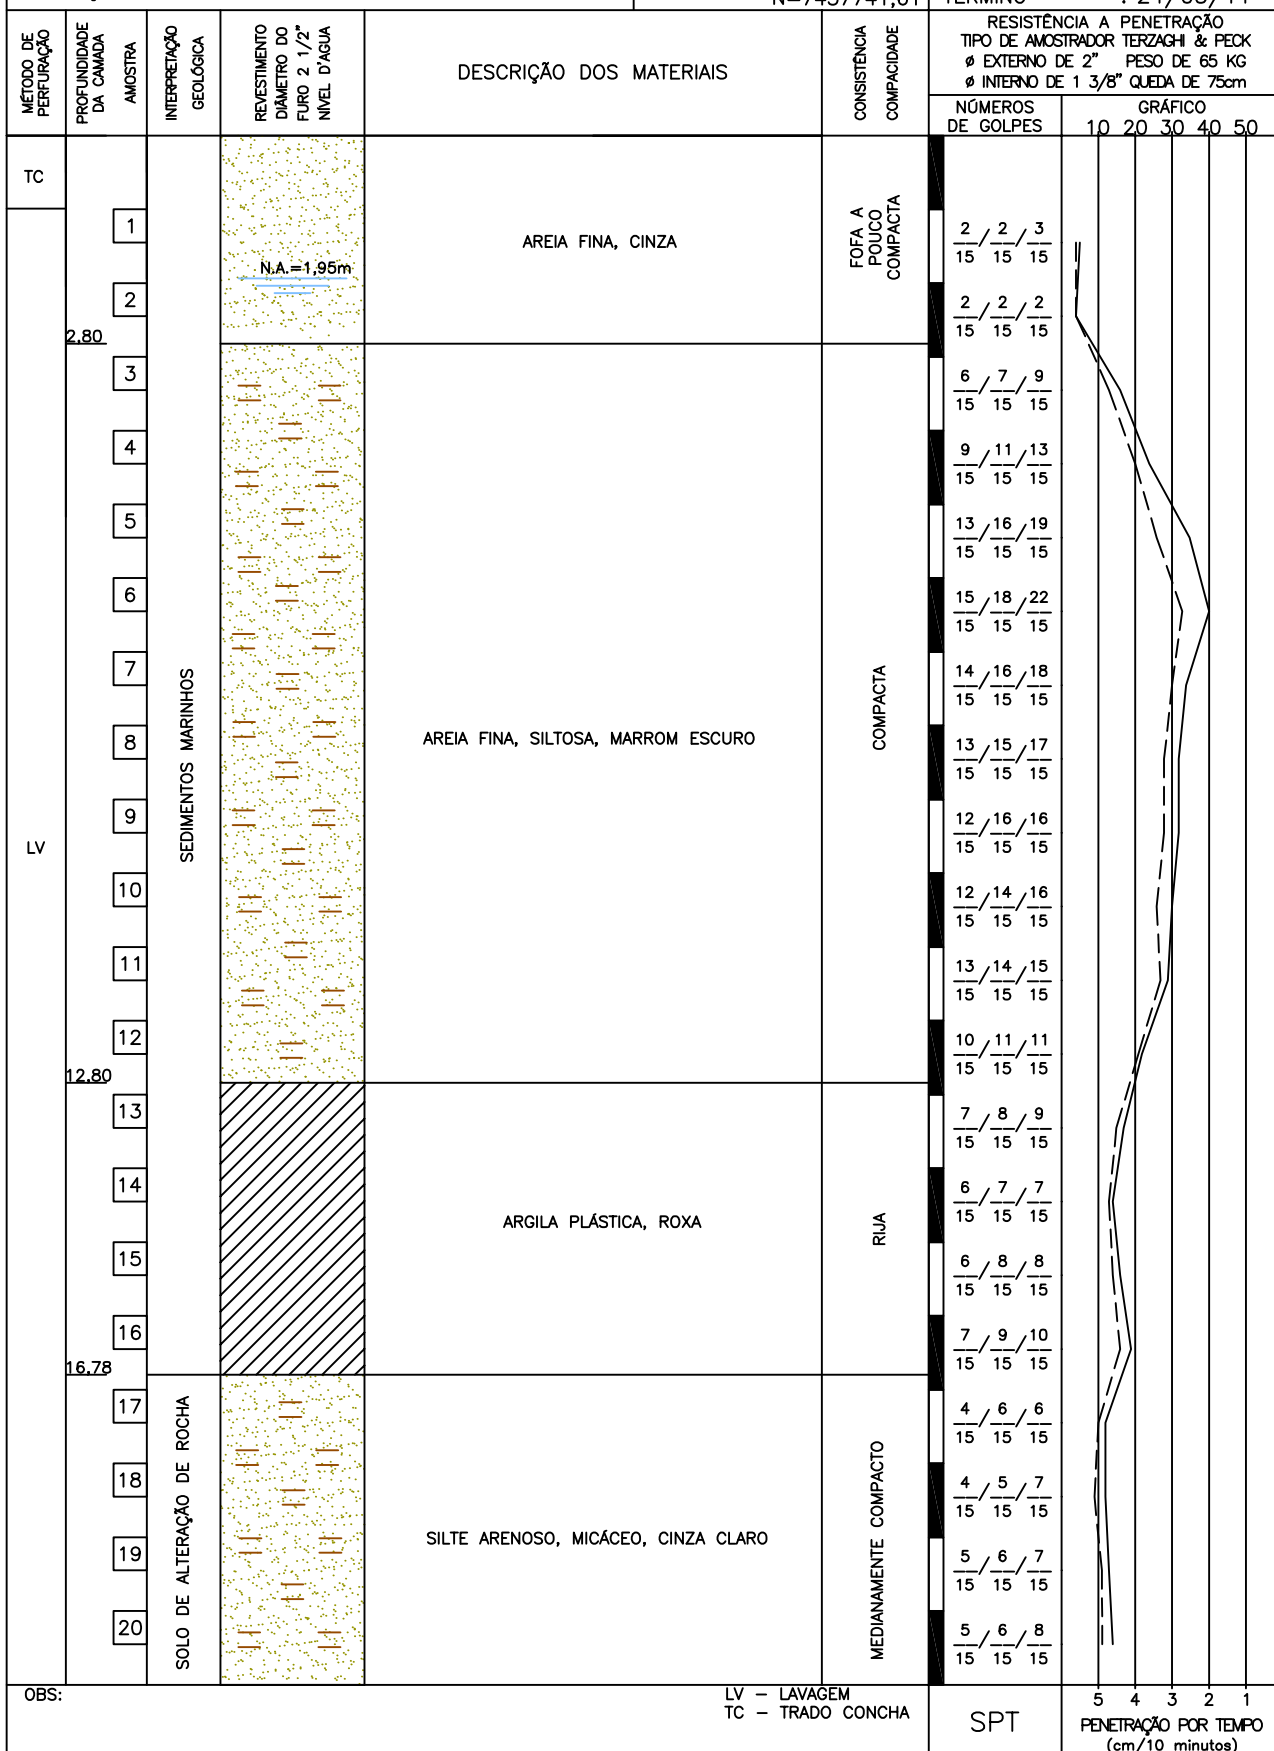 MÉTODO DE
PERFURAÇÃO
PROFUNDIDADE
DA CAMADA
AMOSTRA
INTERPRETAÇÃO
GEOLÓGICA
REVESTIMENTO
DIÂMETRO DO
FURO 2 1/2"
NÍVEL D'ÁGUA
DESCRIÇÃO DOS MATERIAIS
CONSISTÊNCIA
COMPACIDADE
RESISTÊNCIA A PENETRAÇÃO
TIPO DE AMOSTRADOR TERZAGHI & PECK
ø EXTERNO DE 2" PESO DE 65 KG
ø INTERNO DE 1 3/8" QUEDA DE 75cm
NÚMEROS
DE GOLPES
GRÁFICO
10 20 30 40 50
TC
LV
SEDIMENTOS MARINHOS
N.A.=1,95m
AREIA FINA, CINZA
FOFA A
POUCO
COMPACTA
1
2 / 2 / 3
15 15 15
2
2 / 2 / 2
15 15 15
2,80
3
6 / 7 / 9
15 15 15
4
9 / 11 / 13
15 15 15
5
13 / 16 / 19
15 15 15
6
15 / 18 / 22
15 15 15
7
14 / 16 / 18
15 15 15
AREIA FINA, SILTOSA, MARROM ESCURO
COMPACTA
8
13 / 15 / 17
15 15 15
9
12 / 16 / 16
15 15 15
10
12 / 14 / 16
15 15 15
11
13 / 14 / 15
15 15 15
12
10 / 11 / 11
15 15 15
12,80
13
7 / 8 / 9
15 15 15
14
6 / 7 / 7
15 15 15
ARGILA PLÁSTICA, ROXA
RIJA
15
6 / 8 / 8
15 15 15
16
7 / 9 / 10
15 15 15
16,78
SOLO DE ALTERAÇÃO DE ROCHA
17
4 / 6 / 6
15 15 15
18
4 / 5 / 7
15 15 15
SILTE ARENOSO, MICÁCEO, CINZA CLARO
MEDIANAMENTE COMPACTO
19
5 / 6 / 7
15 15 15
20
5 / 6 / 8
15 15 15
OBS:
LV – LAVAGEM
TC – TRADO CONCHA
SPT
5 4 3 2 1
PENETRAÇÃO POR TEMPO
(cm/10 minutos)